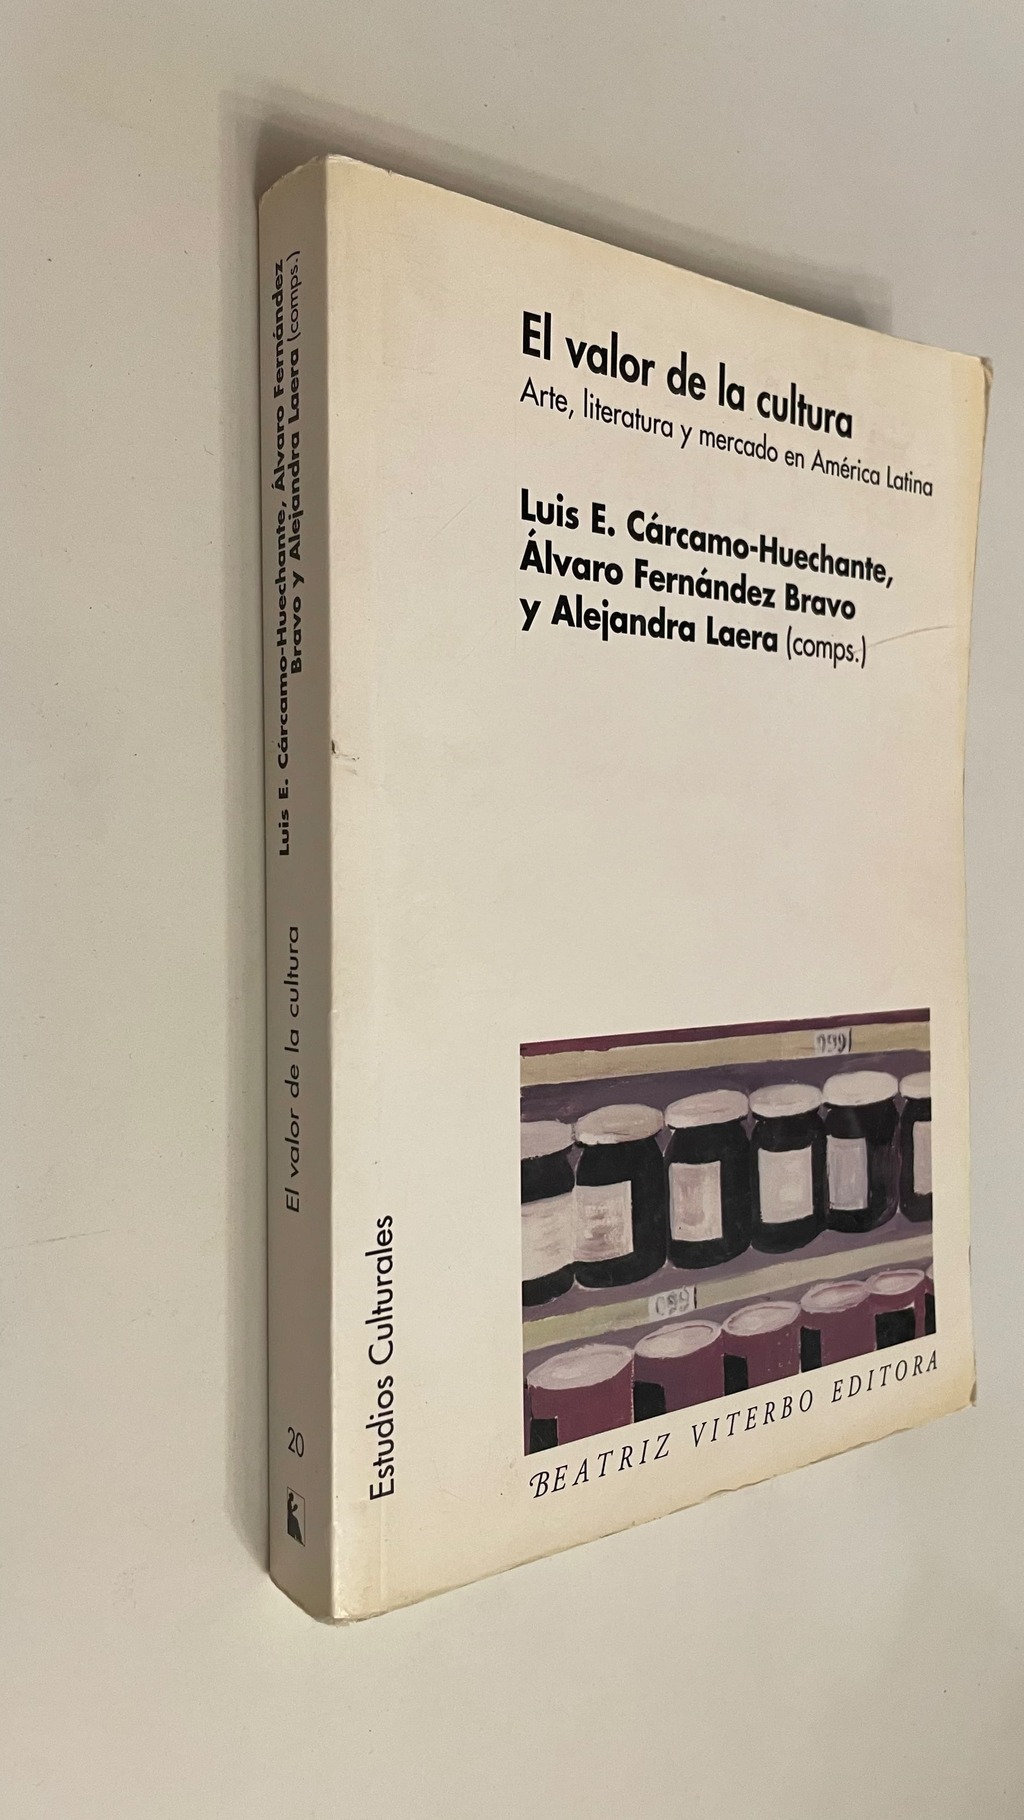 El valor de la cultura
Arte, literatura y mercado en América Latina
Luis E. Cárcamo-Huechante,
Álvaro Fernández Bravo
y Alejandra Laera (comps.)
Estudios Culturales
BEATRIZ VITERBO EDITORA
Luis E. Cárcamo-Huechante, Álvaro Fernández
Bravo y Alejandra Laera (comps.)
El valor de la cultura
20